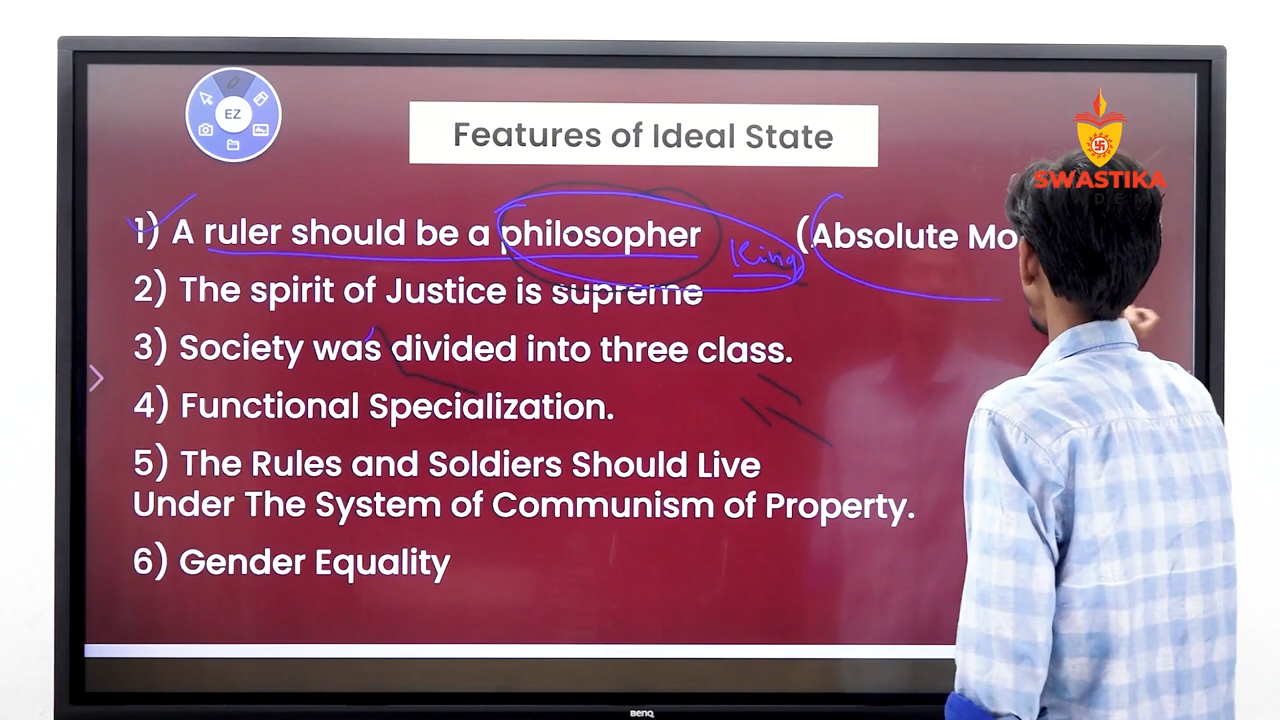 EZ
Features of Ideal State
SWASTIKA
1) A ruler should be a philosopher King (Absolute Mo
2) The spirit of Justice is supreme
3) Society was divided into three class.
4) Functional Specialization.
5) The Rules and Soldiers Should Live
Under The System of Communism of Property.
6) Gender Equality
BenQ